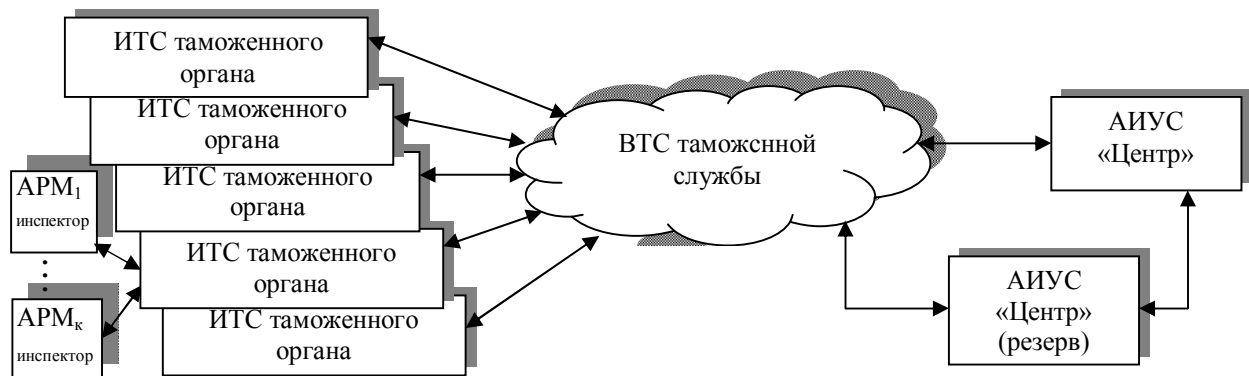 ИТС таможенного
органа
ИТС таможенного
органа
ИТС таможенного
органа
ИТС таможенного
органа
ИТС таможенного
органа
АРМ₁
инспектор
⋮
АРМₖ
инспектор
ВТС таможснной
службы
АИУС
«Центр»
АИУС
«Центр»
(резерв)